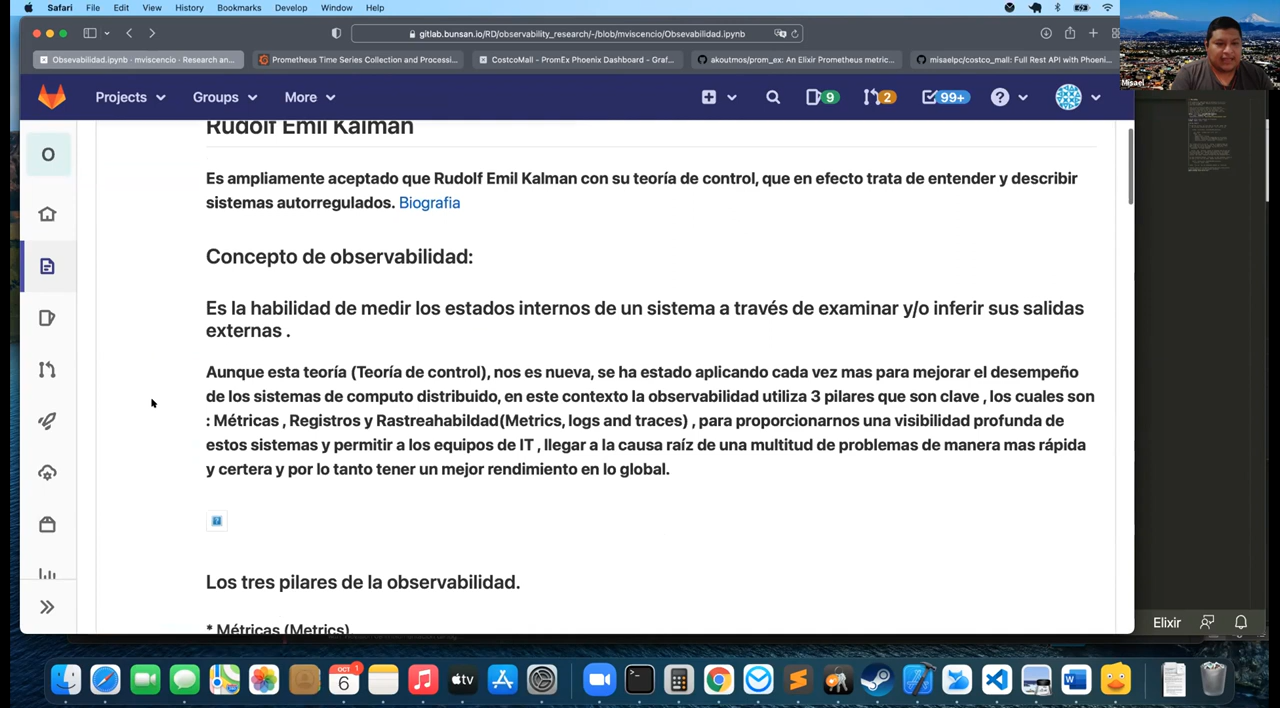 Safari File Edit View History Bookmarks Develop Window Help
gitlab.bunsan.io/RD/observability_research/-/blob/mviscencio/Obsevabilidad.ipynb
Obsevabilidad.ipynb · mviscencio · Research an...
Prometheus Time Series Collection and Processi...
CostcoMall - PromEx Phoenix Dashboard - Graf...
akoutmos/prom_ex: An Elixir Prometheus metric...
misaelpc/costco_mall: Full Rest API with Phoeni...
Misael
Projects Groups More 9 2 99+
O
Rudolf Emil Kalman
Es ampliamente aceptado que Rudolf Emil Kalman con su teoría de control, que en efecto trata de entender y describir
sistemas autorregulados. Biografia
Concepto de observabilidad:
Es la habilidad de medir los estados internos de un sistema a través de examinar y/o inferir sus salidas
externas .
Aunque esta teoría (Teoría de control), nos es nueva, se ha estado aplicando cada vez mas para mejorar el desempeño
de los sistemas de computo distribuido, en este contexto la observabilidad utiliza 3 pilares que son clave , los cuales son
: Métricas , Registros y Rastreahabildad(Metrics, logs and traces) , para proporcionarnos una visibilidad profunda de
estos sistemas y permitir a los equipos de IT , llegar a la causa raíz de una multitud de problemas de manera mas rápida
y certera y por lo tanto tener un mejor rendimiento en lo global.
Los tres pilares de la observabilidad.
* Métricas (Metrics)
Elixir
OCT
6
1
tv